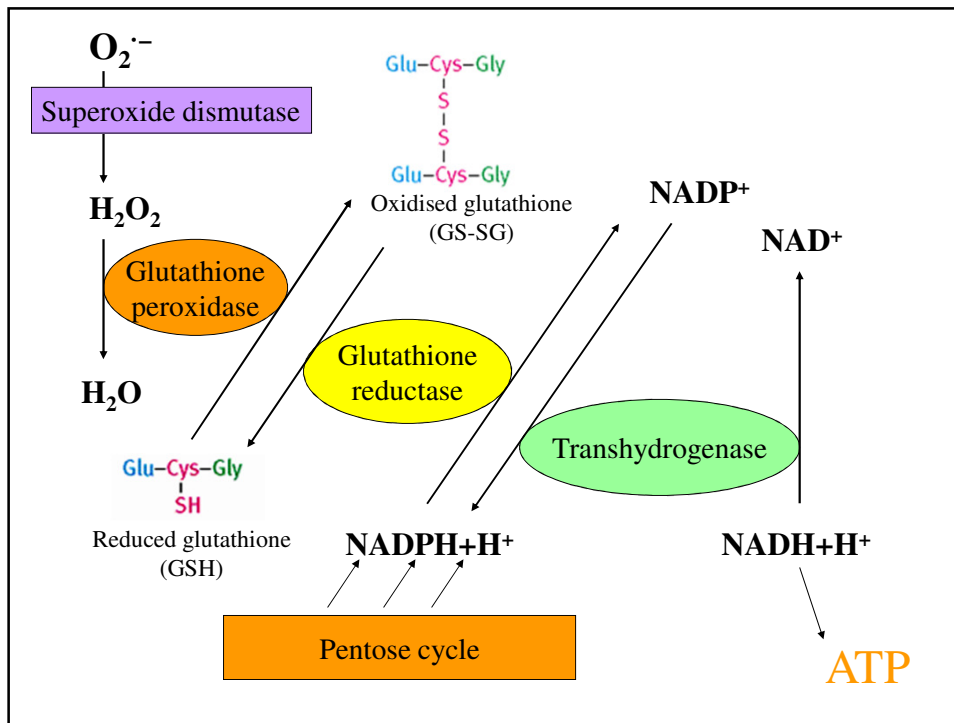 O₂˙⁻
Superoxide dismutase
H₂O₂
Glutathione
peroxidase
H₂O
Glu–Cys–Gly
S
S
Glu–Cys–Gly
Oxidised glutathione
(GS-SG)
Glutathione
reductase
Glu–Cys–Gly
SH
Reduced glutathione
(GSH)
NADP⁺
NAD⁺
Transhydrogenase
NADPH+H⁺
NADH+H⁺
Pentose cycle
ATP